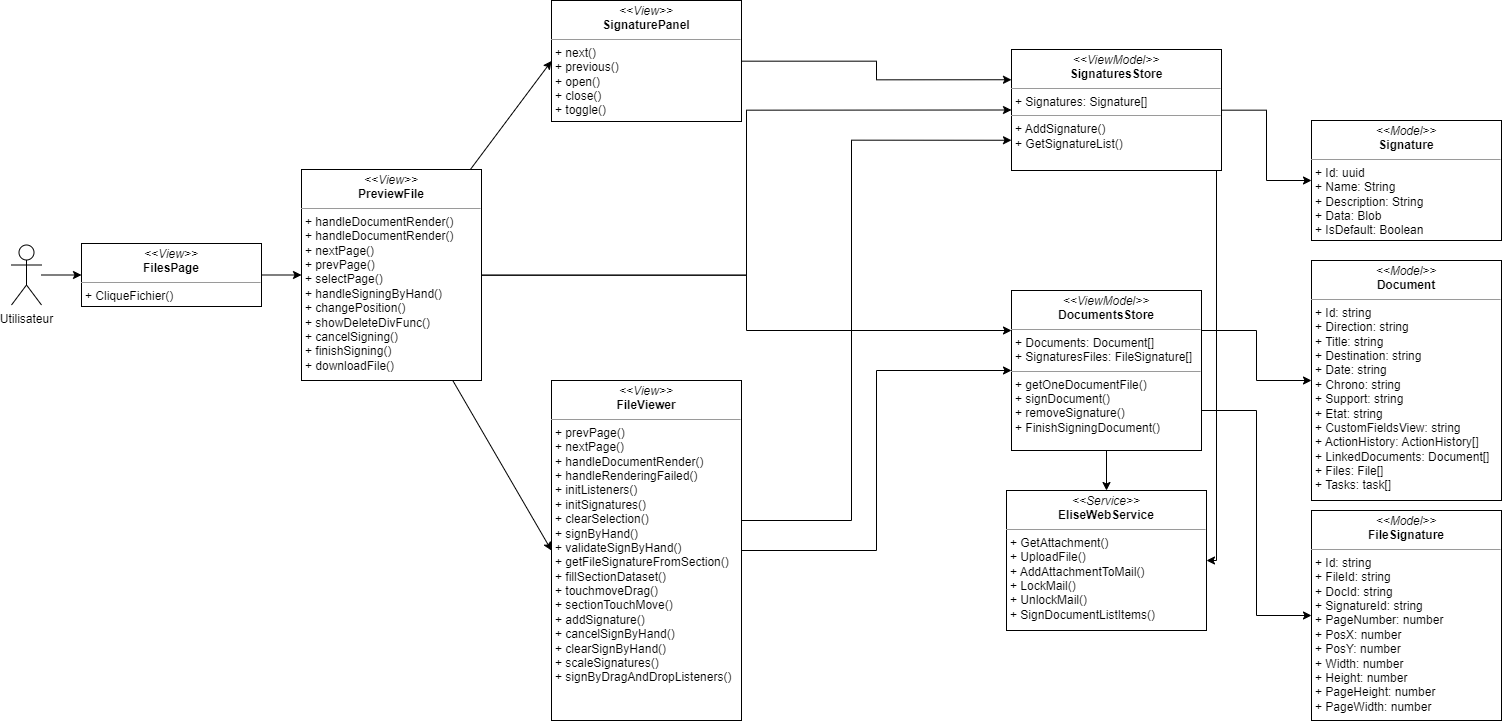 Utilisateur
<<View>>
FilesPage
+ CliqueFichier()
<<View>>
PreviewFile
+ handleDocumentRender()
+ handleDocumentRender()
+ nextPage()
+ prevPage()
+ selectPage()
+ handleSigningByHand()
+ changePosition()
+ showDeleteDivFunc()
+ cancelSigning()
+ finishSigning()
+ downloadFile()
<<View>>
SignaturePanel
+ next()
+ previous()
+ open()
+ close()
+ toggle()
<<View>>
FileViewer
+ prevPage()
+ nextPage()
+ handleDocumentRender()
+ handleRenderingFailed()
+ initListeners()
+ initSignatures()
+ clearSelection()
+ signByHand()
+ validateSignByHand()
+ getFileSignatureFromSection()
+ fillSectionDataset()
+ touchmoveDrag()
+ sectionTouchMove()
+ addSignature()
+ cancelSignByHand()
+ clearSignByHand()
+ scaleSignatures()
+ signByDragAndDropListeners()
<<ViewModel>>
SignaturesStore
+ Signatures: Signature[]
+ AddSignature()
+ GetSignatureList()
<<ViewModel>>
DocumentsStore
+ Documents: Document[]
+ SignaturesFiles: FileSignature[]
+ getOneDocumentFile()
+ signDocument()
+ removeSignature()
+ FinishSigningDocument()
<<Service>>
EliseWebService
+ GetAttachment()
+ UploadFile()
+ AddAttachmentToMail()
+ LockMail()
+ UnlockMail()
+ SignDocumentListItems()
<<Model>>
Signature
+ Id: uuid
+ Name: String
+ Description: String
+ Data: Blob
+ IsDefault: Boolean
<<Model>>
Document
+ Id: string
+ Direction: string
+ Title: string
+ Destination: string
+ Date: string
+ Chrono: string
+ Support: string
+ Etat: string
+ CustomFieldsView: string
+ ActionHistory: ActionHistory[]
+ LinkedDocuments: Document[]
+ Files: File[]
+ Tasks: task[]
<<Model>>
FileSignature
+ Id: string
+ FileId: string
+ DocId: string
+ SignatureId: string
+ PageNumber: number
+ PosX: number
+ PosY: number
+ Width: number
+ Height: number
+ PageHeight: number
+ PageWidth: number